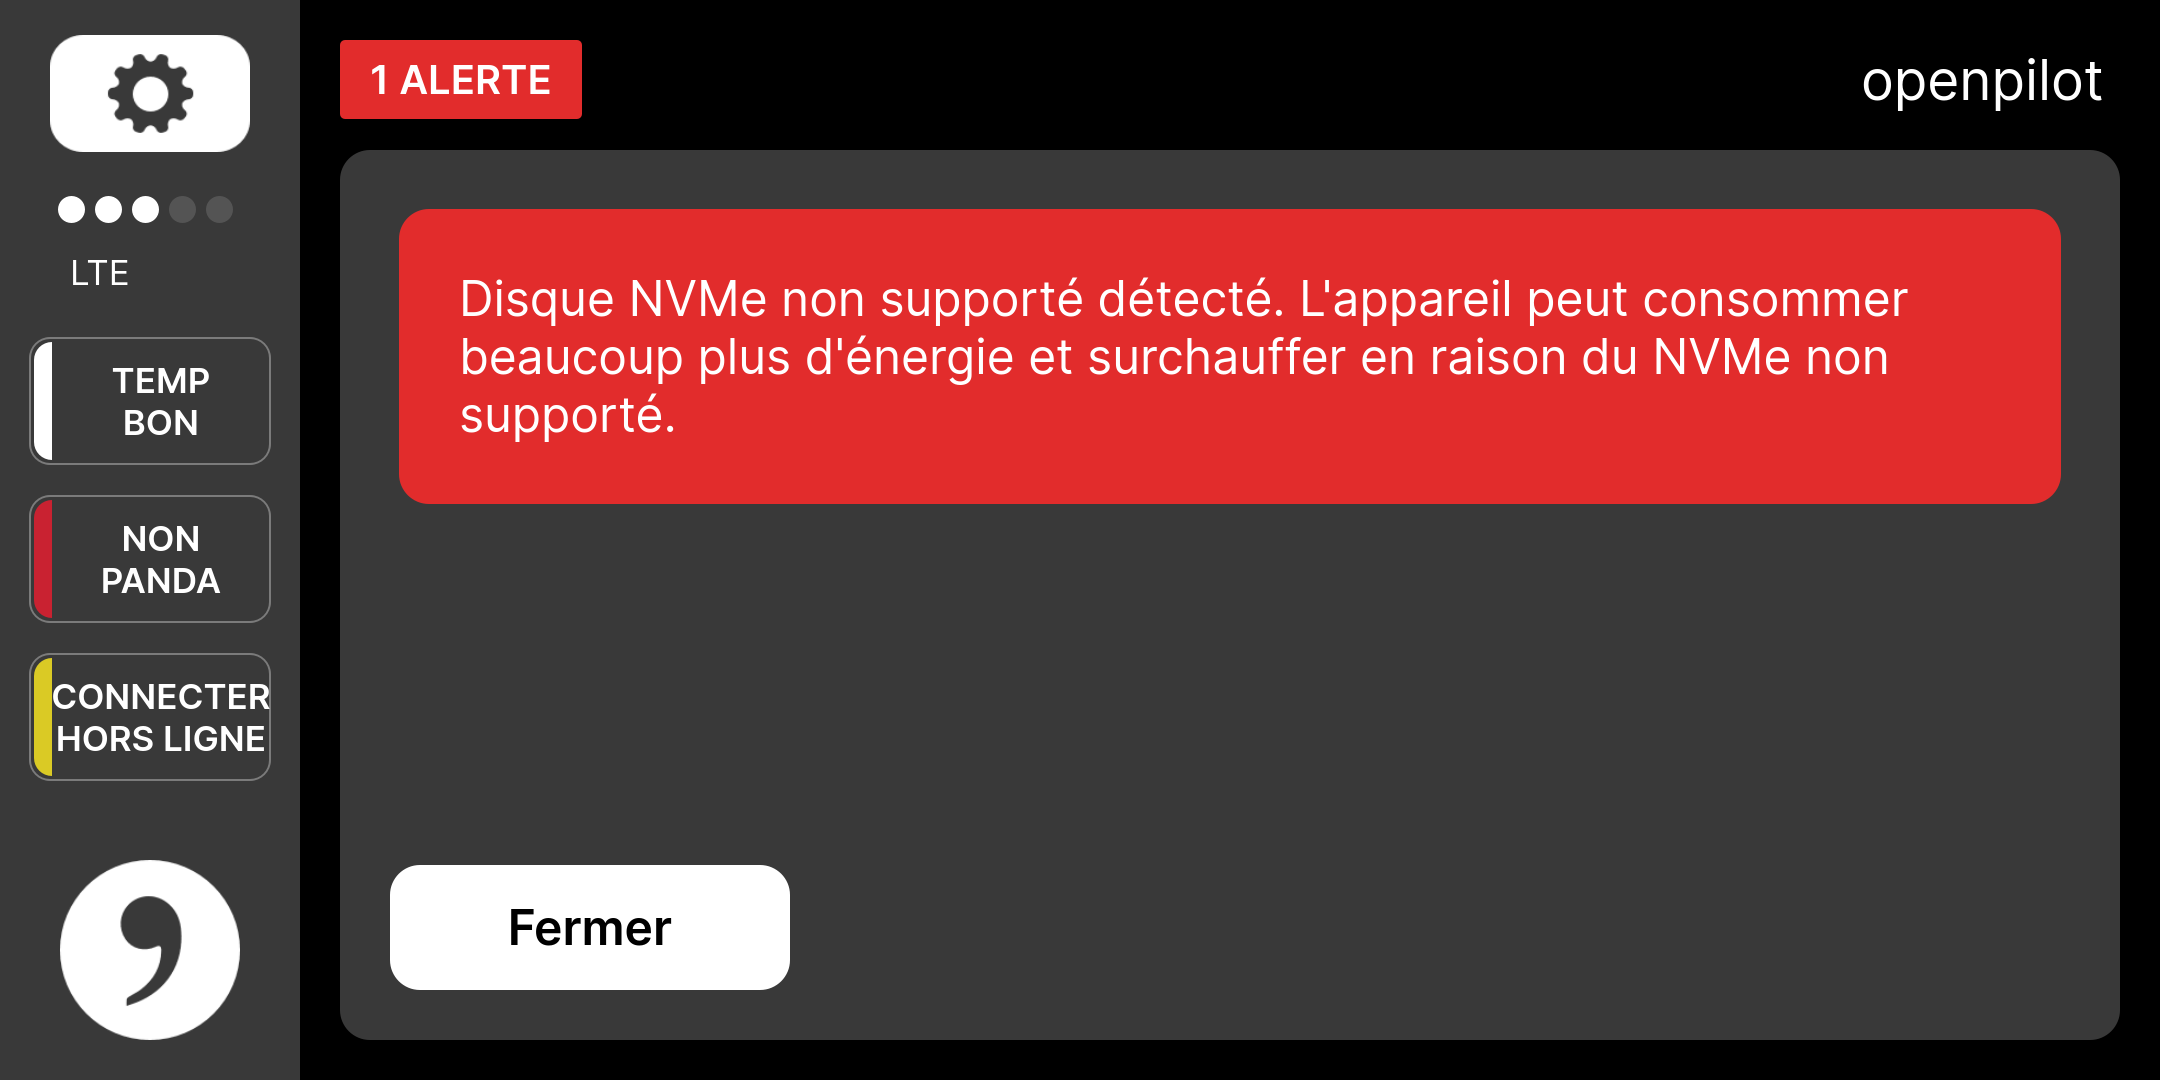 1 ALERTE
openpilot
LTE
TEMP
BON
NON
PANDA
CONNECTER
HORS LIGNE
Disque NVMe non supporté détecté. L'appareil peut consommer
beaucoup plus d'énergie et surchauffer en raison du NVMe non
supporté.
Fermer